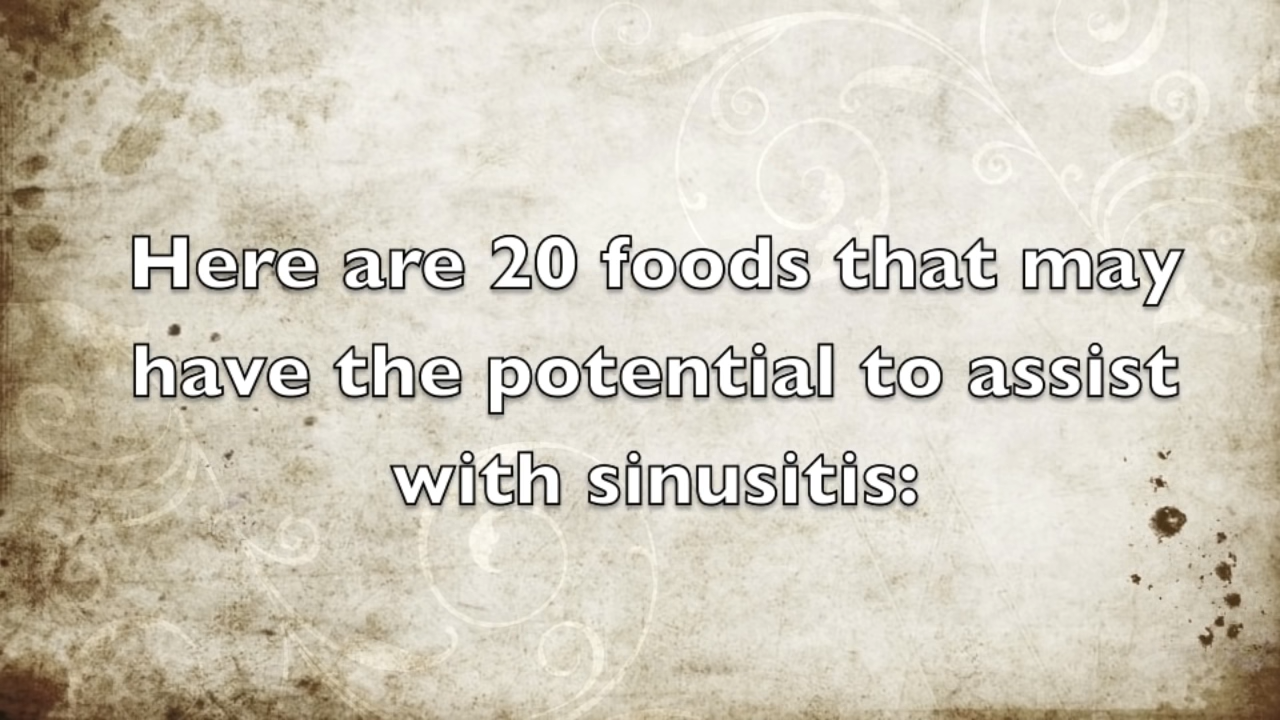 Here are 20 foods that may
have the potential to assist
with sinusitis: